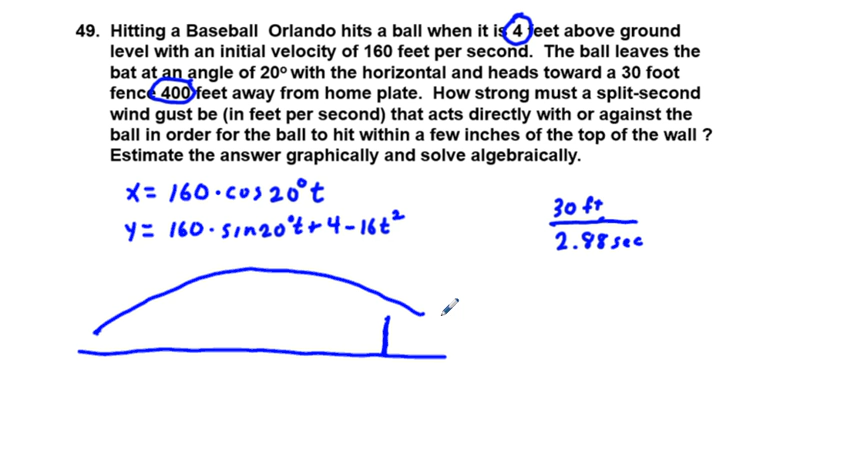 49. Hitting a Baseball Orlando hits a ball when it is 4 feet above ground
level with an initial velocity of 160 feet per second. The ball leaves the
bat at an angle of 20° with the horizontal and heads toward a 30 foot
fence 400 feet away from home plate. How strong must a split-second
wind gust be (in feet per second) that acts directly with or against the
ball in order for the ball to hit within a few inches of the top of the wall ?
Estimate the answer graphically and solve algebraically.
x = 160 · cos 20° t
y = 160 · sin 20° t + 4 - 16t²
30 ft
2.98 sec